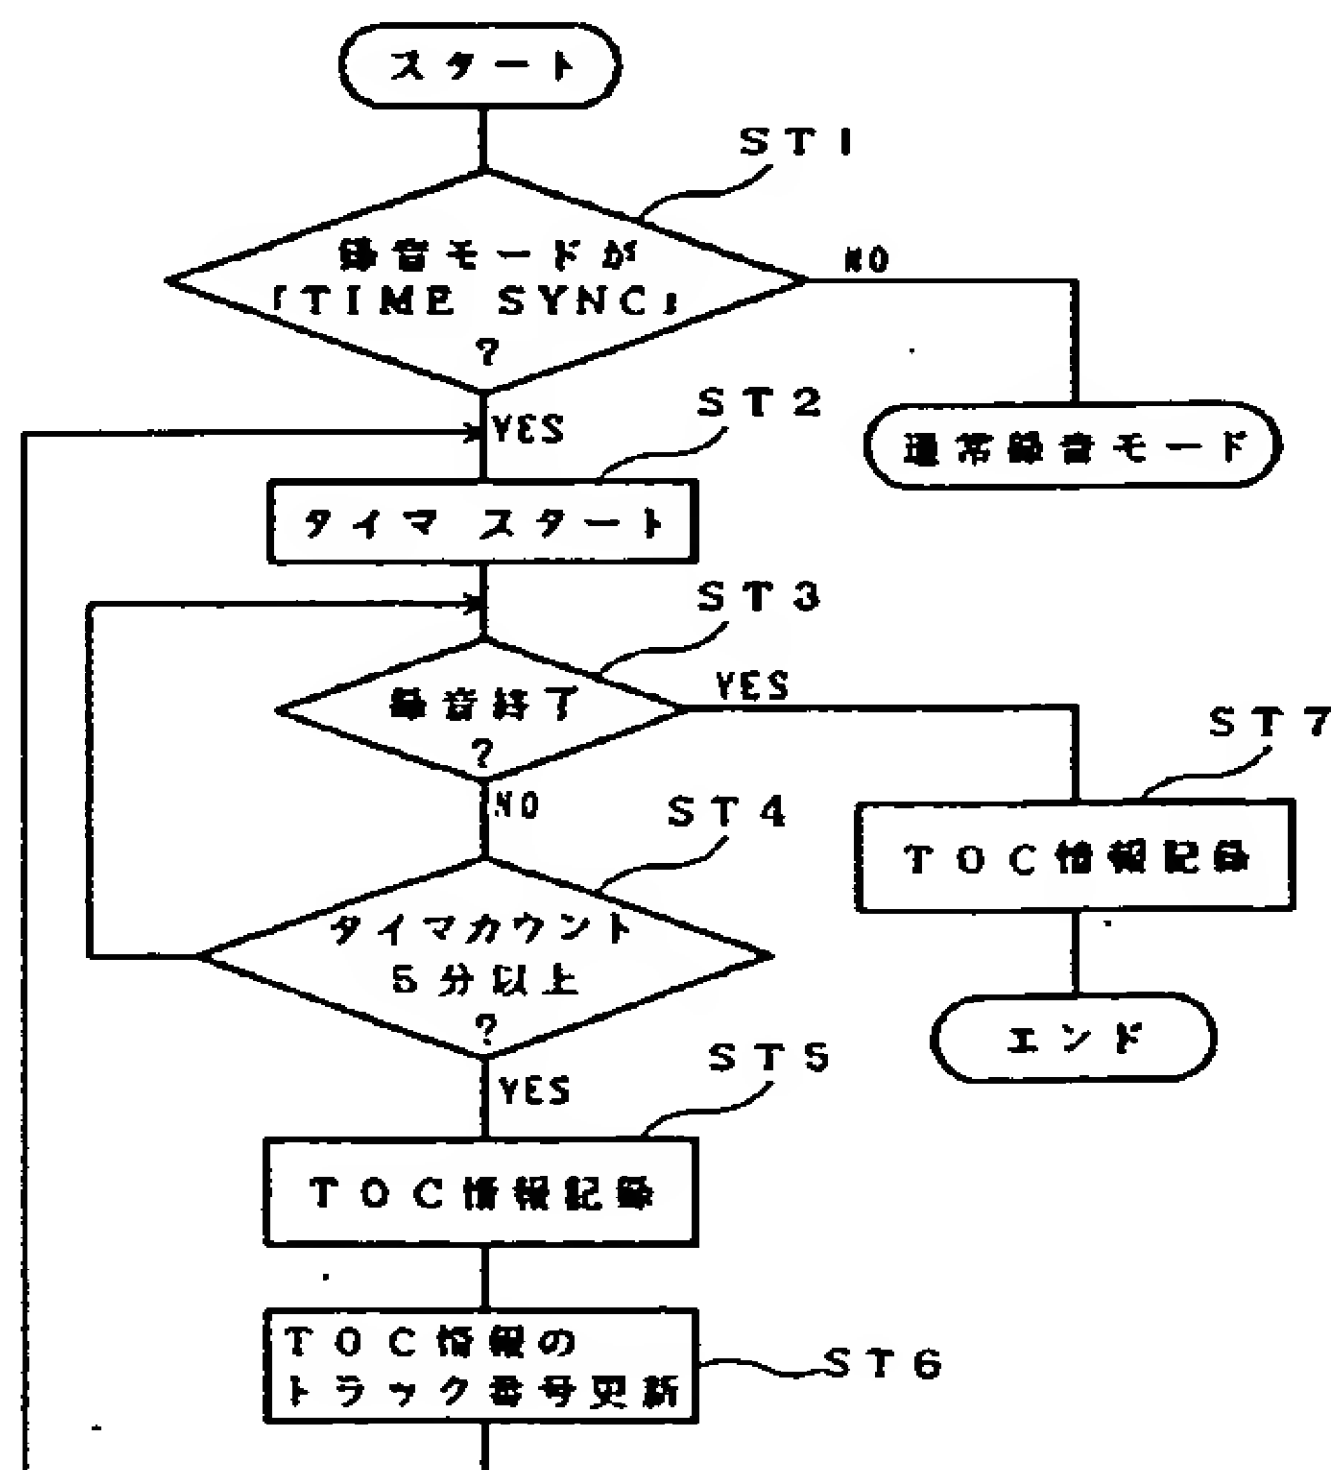 スタート
ST1
録音モードが
「TIME SYNC」
?
NO
YES
ST2
通常録音モード
タイマ スタート
ST3
録音終了
?
YES
ST7
NO
ST4
TOC情報記録
タイマカウント
5分以上
?
エンド
ST5
YES
TOC情報記録
TOC情報の
トラック番号更新
ST6